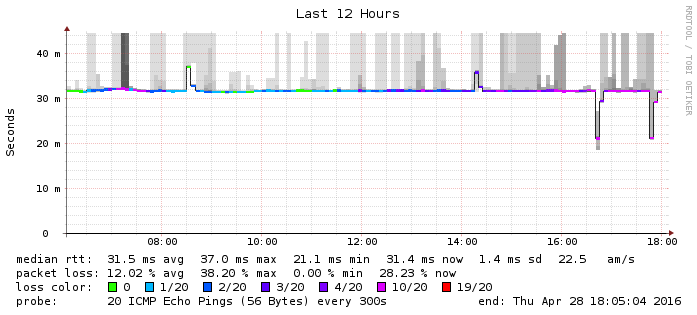 Last 12 Hours
RRDTOOL / TOBI OETIKER
Seconds
40 m
30 m
20 m
10 m
0
08:00 10:00 12:00 14:00 16:00 18:00
median rtt: 31.5 ms avg 37.0 ms max 21.1 ms min 31.4 ms now 1.4 ms sd 22.5 am/s
packet loss: 12.02 % avg 38.20 % max 0.00 % min 28.23 % now
loss color: 0 1/20 2/20 3/20 4/20 10/20 19/20
probe: 20 ICMP Echo Pings (56 Bytes) every 300s end: Thu Apr 28 18:05:04 2016